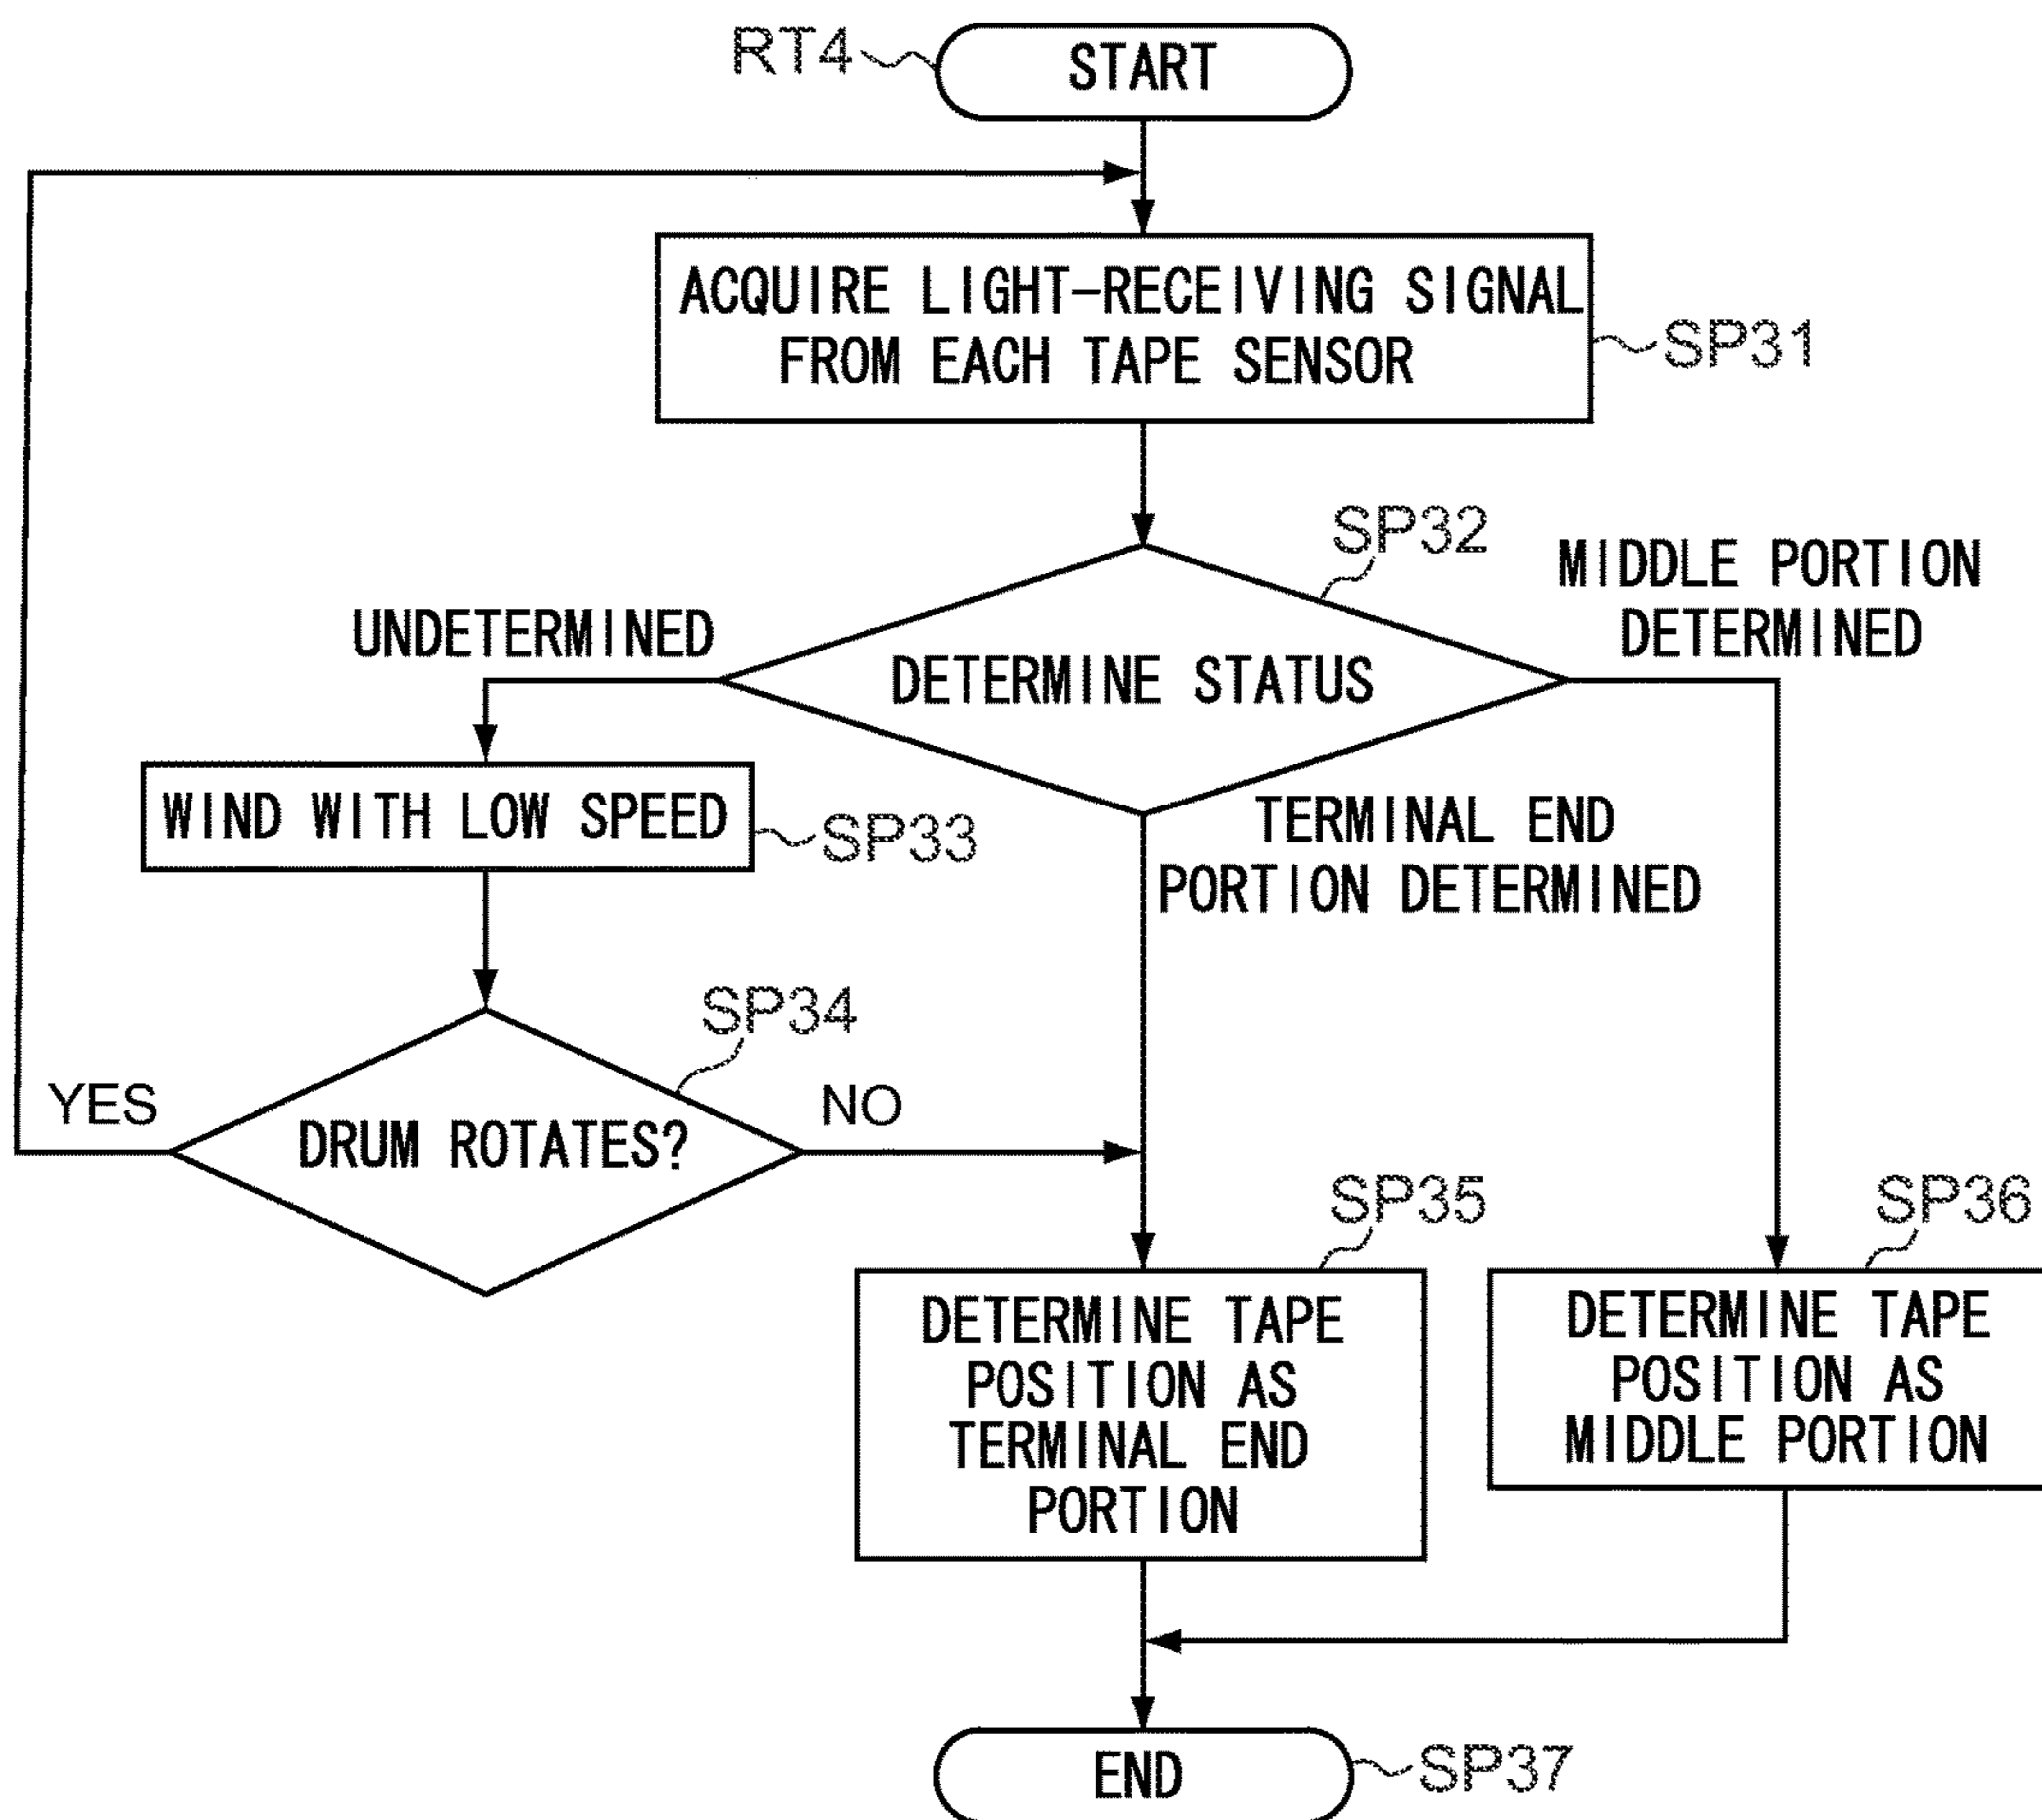 RT4
START
ACQUIRE LIGHT-RECEIVING SIGNAL
FROM EACH TAPE SENSOR
SP31
SP32
MIDDLE PORTION
DETERMINED
UNDETERMINED
DETERMINE STATUS
TERMINAL END
PORTION DETERMINED
WIND WITH LOW SPEED
SP33
SP34
YES
DRUM ROTATES?
NO
SP35
SP36
DETERMINE TAPE
POSITION AS
TERMINAL END
PORTION
DETERMINE TAPE
POSITION AS
MIDDLE PORTION
END
SP37